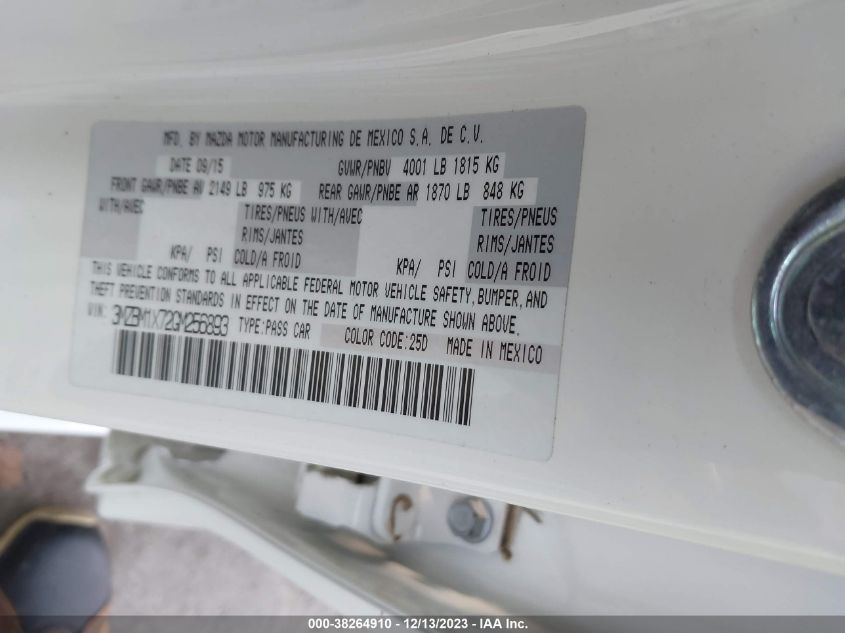 MFD. BY MAZDA MOTOR MANUFACTURING DE MEXICO S.A. DE C.V.
DATE 09/15 GVWR/PNBV 4001 LB 1815 KG
FRONT GAWR/PNBE AV 2149 LB 975 KG REAR GAWR/PNBE AR 1870 LB 848 KG
WITH/AVEC TIRES/PNEUS WITH/AVEC TIRES/PNEUS
RIMS/JANTES RIMS/JANTES
KPA/ PSI COLD/A FROID KPA/ PSI COLD/A FROID
THIS VEHICLE CONFORMS TO ALL APPLICABLE FEDERAL MOTOR VEHICLE SAFETY, BUMPER, AND
THEFT PREVENTION STANDARDS IN EFFECT ON THE DATE OF MANUFACTURE SHOWN ABOVE.
VIN: 3MZBM1X72GM256893 TYPE:PASS CAR COLOR CODE:25D MADE IN MEXICO
000-38264910 - 12/13/2023 - IAA Inc.